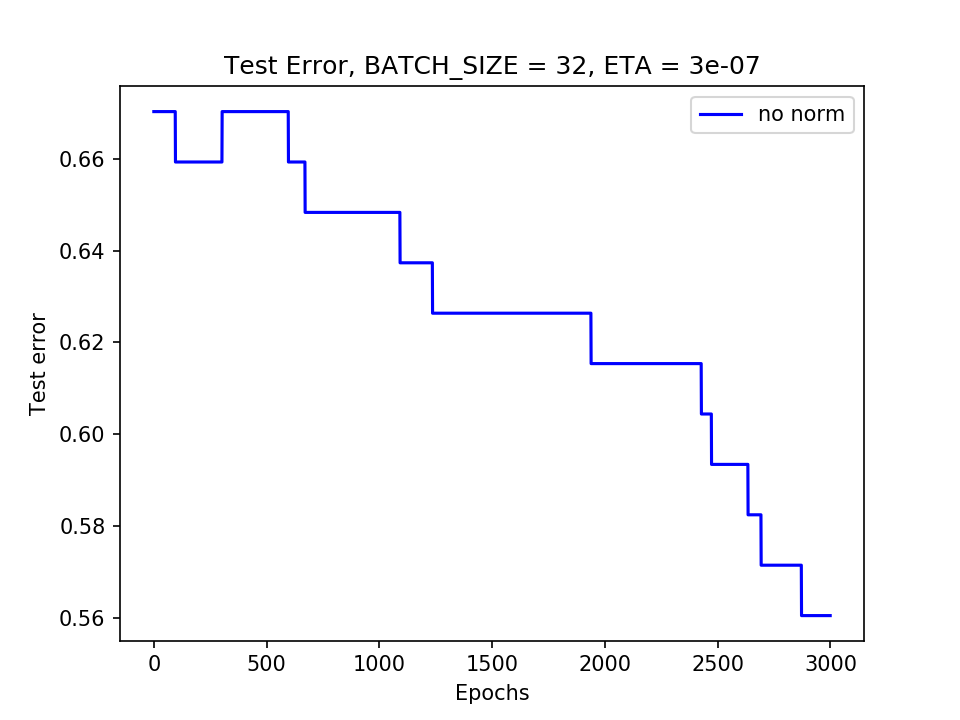 Test Error, BATCH_SIZE = 32, ETA = 3e-07
no norm
0.66
0.64
0.62
0.60
0.58
0.56
Test error
0 500 1000 1500 2000 2500 3000
Epochs